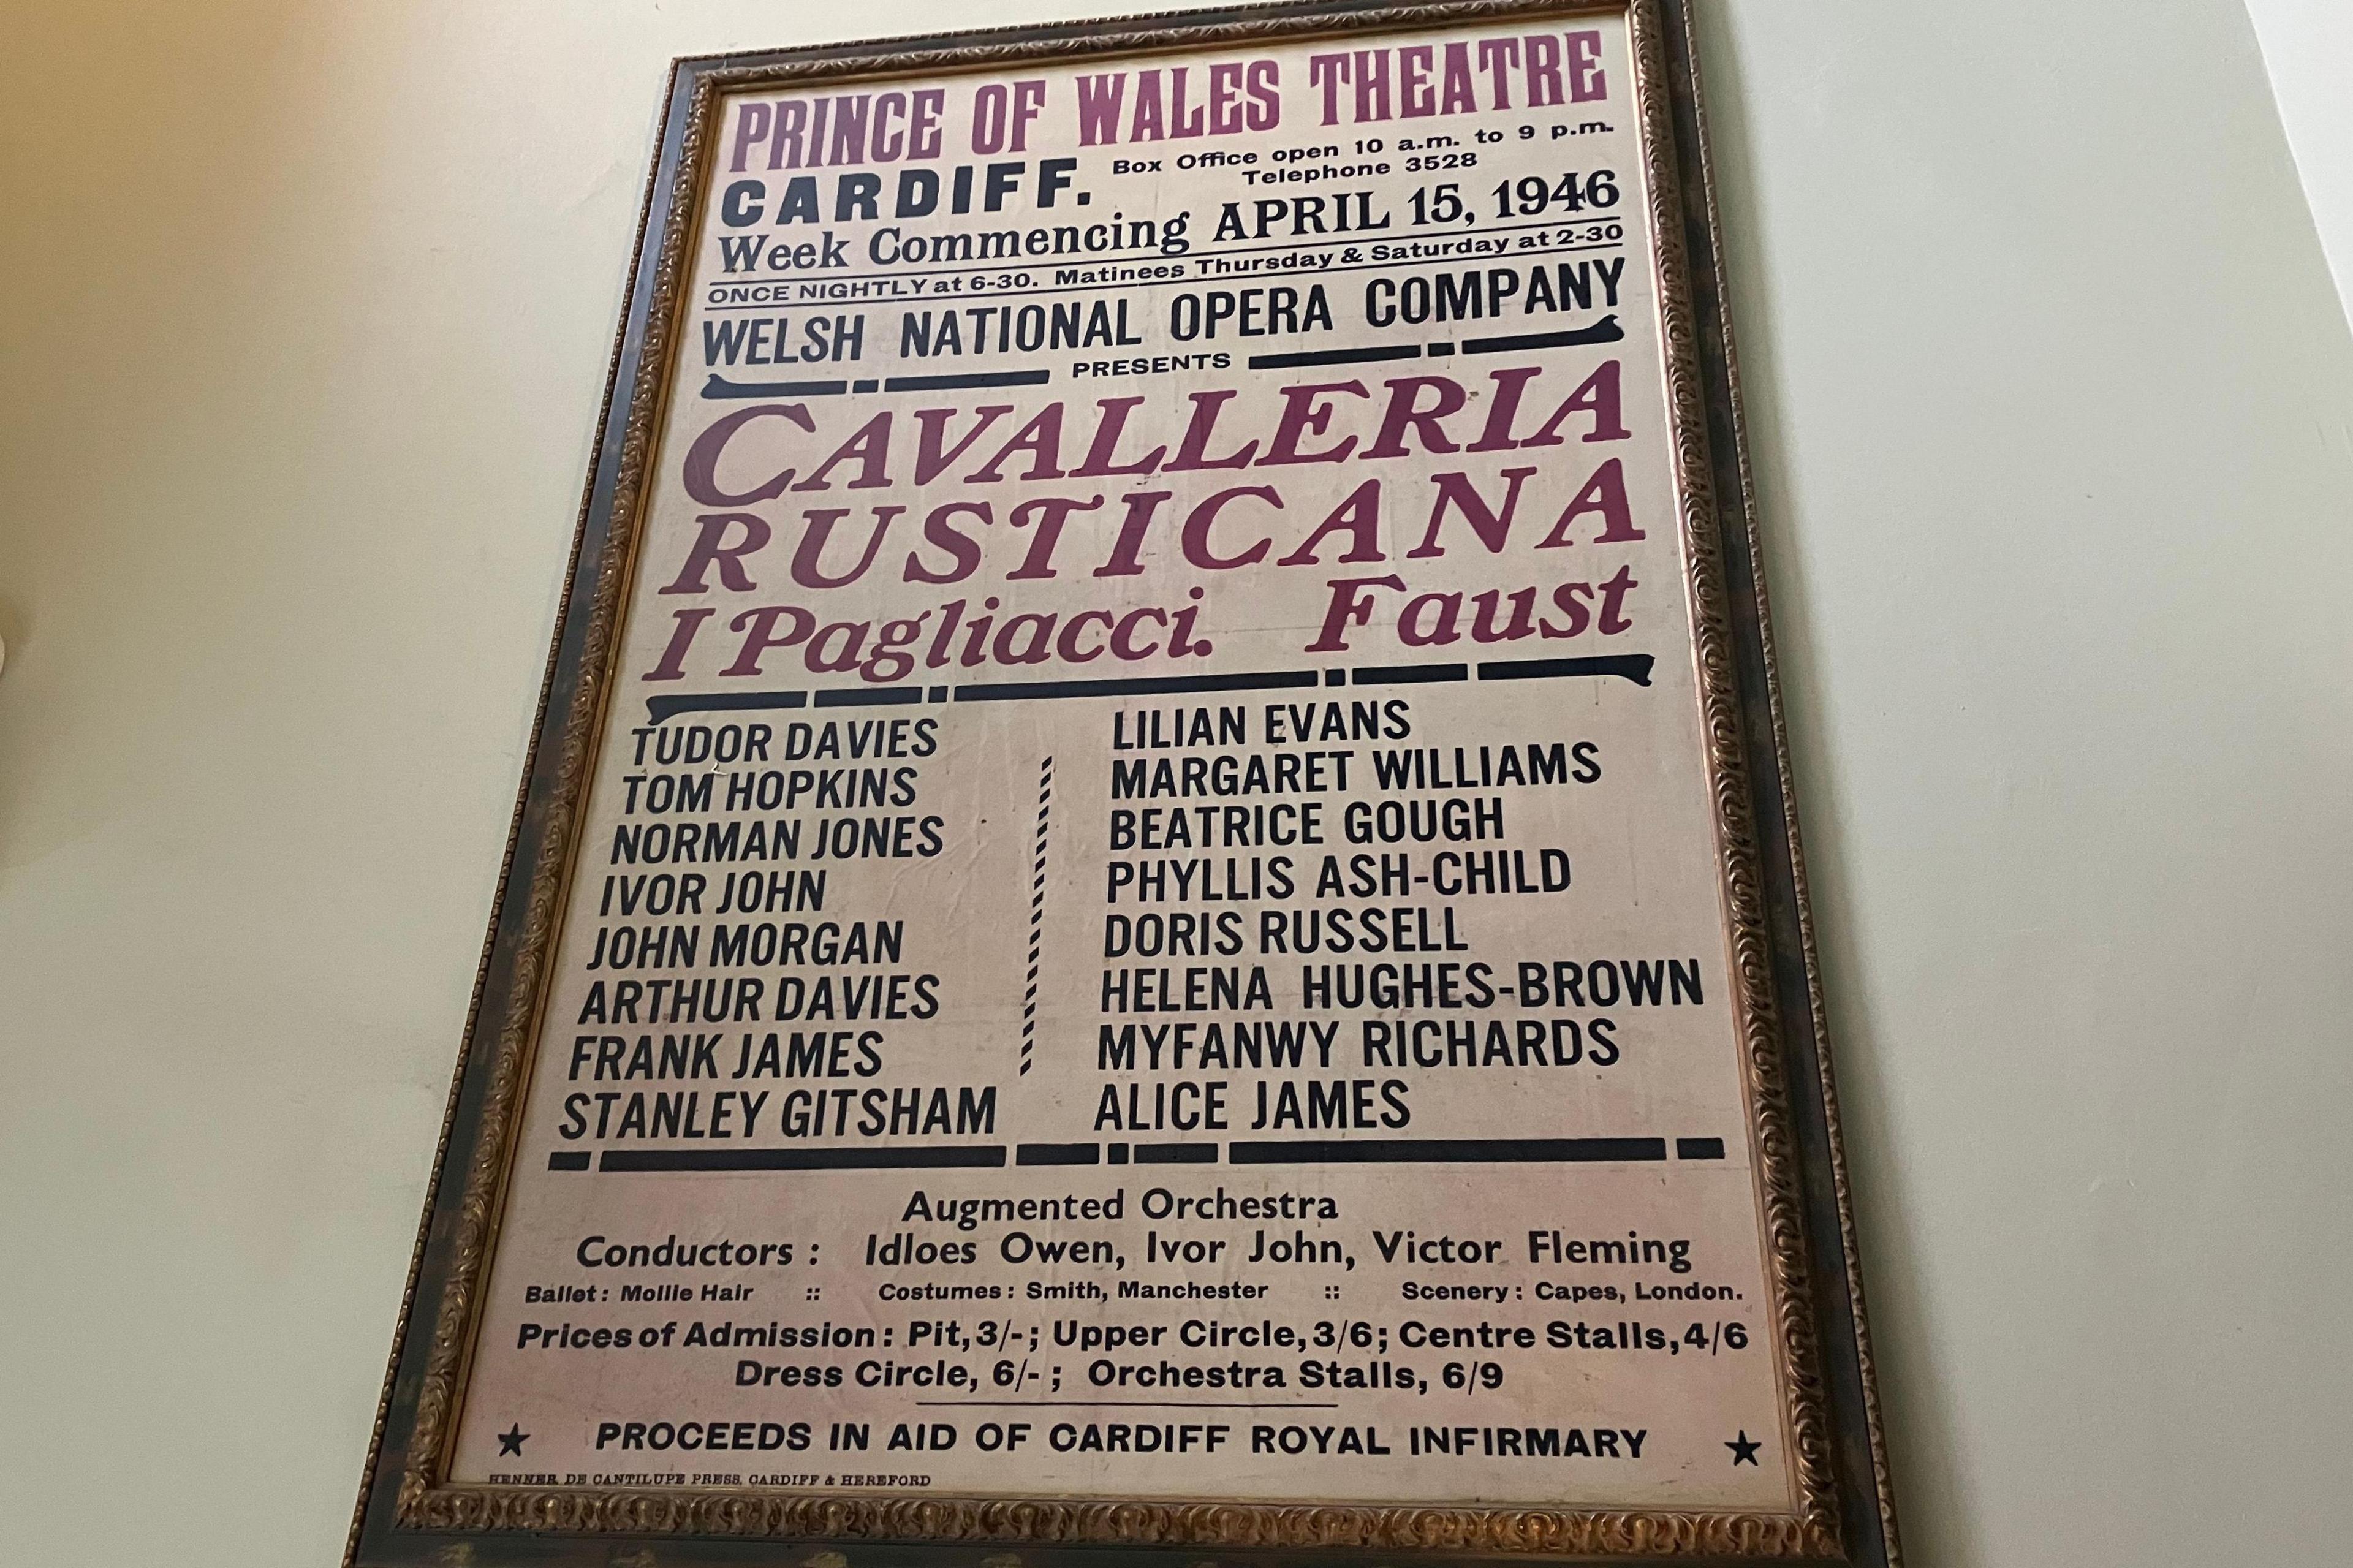 PRINCE OF WALES THEATRE
CARDIFF.
Box Office open 10 a.m. to 9 p.m.
Telephone 3528
Week Commencing APRIL 15, 1946
ONCE NIGHTLY at 6-30. Matinees Thursday & Saturday at 2-30
WELSH NATIONAL OPERA COMPANY
PRESENTS
CAVALLERIA
RUSTICANA
I Pagliacci. Faust
TUDOR DAVIES
TOM HOPKINS
NORMAN JONES
IVOR JOHN
JOHN MORGAN
ARTHUR DAVIES
FRANK JAMES
STANLEY GITSHAM
LILIAN EVANS
MARGARET WILLIAMS
BEATRICE GOUGH
PHYLLIS ASH-CHILD
DORIS RUSSELL
HELENA HUGHES-BROWN
MYFANWY RICHARDS
ALICE JAMES
Augmented Orchestra
Conductors : Idloes Owen, Ivor John, Victor Fleming
Ballet : Mollie Hair :: Costumes : Smith, Manchester :: Scenery : Capes, London.
Prices of Admission : Pit, 3/- ; Upper Circle, 3/6 ; Centre Stalls, 4/6
Dress Circle, 6/- ; Orchestra Stalls, 6/9
★ PROCEEDS IN AID OF CARDIFF ROYAL INFIRMARY ★
HENNER, DE CANTILUPE PRESS, CARDIFF & HEREFORD